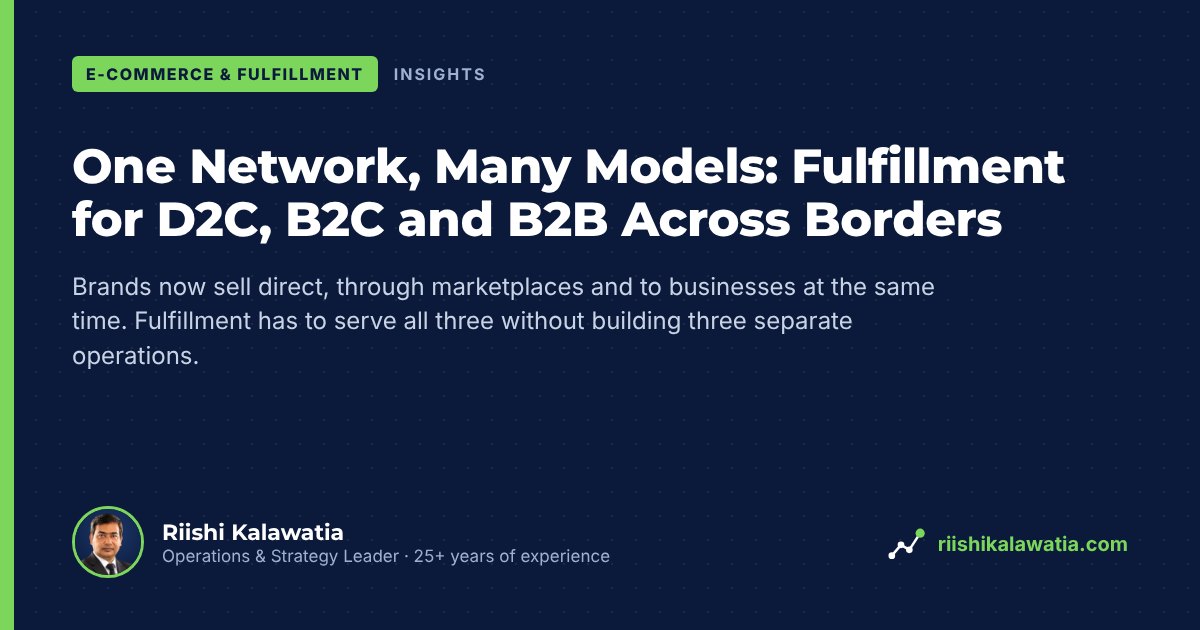 E-COMMERCE & FULFILLMENT
INSIGHTS
One Network, Many Models: Fulfillment
for D2C, B2C and B2B Across Borders
Brands now sell direct, through marketplaces and to businesses at the same
time. Fulfillment has to serve all three without building three separate
operations.
Riishi Kalawatia
Operations & Strategy Leader · 25+ years of experience
riishikalawatia.com